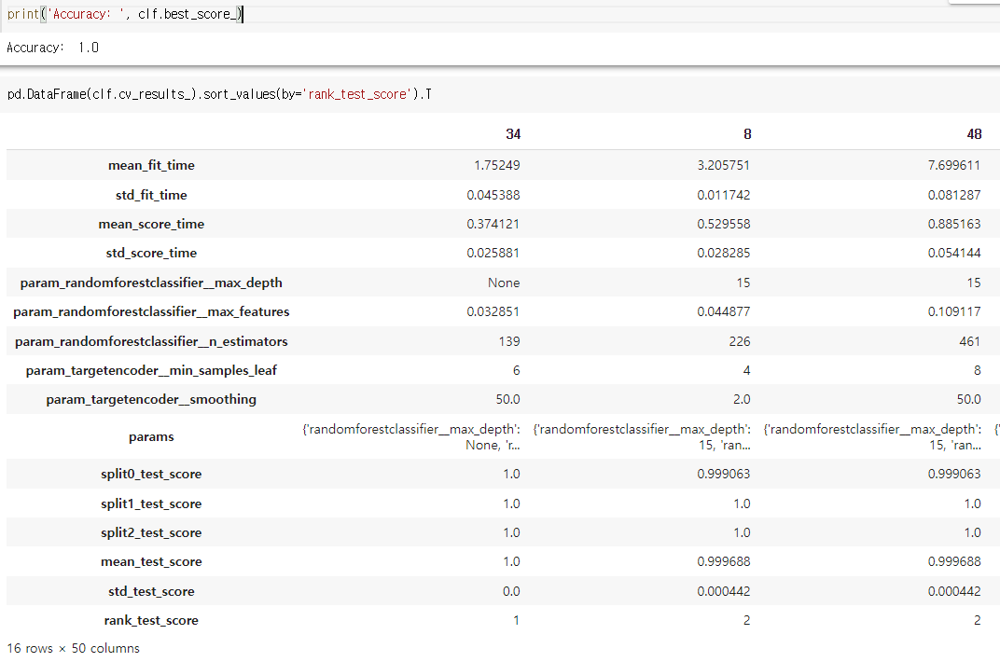 print('Accuracy: ', clf.best_score_)
Accuracy:  1.0
pd.DataFrame(clf.cv_results_).sort_values(by='rank_test_score').T
34 8 48
mean_fit_time 1.75249 3.205751 7.699611
std_fit_time 0.045388 0.011742 0.081287
mean_score_time 0.374121 0.529558 0.885163
std_score_time 0.025881 0.028285 0.054144
param_randomforestclassifier__max_depth None 15 15
param_randomforestclassifier__max_features 0.032851 0.044877 0.109117
param_randomforestclassifier__n_estimators 139 226 461
param_targetencoder__min_samples_leaf 6 4 8
param_targetencoder__smoothing 50.0 2.0 50.0
params {'randomforestclassifier__max_depth': None, 'r... {'randomforestclassifier__max_depth': 15, 'ran... {'randomforestclassifier__max_depth': 15, 'ran... {'
split0_test_score 1.0 0.999063 0.999063
split1_test_score 1.0 1.0 1.0
split2_test_score 1.0 1.0 1.0
mean_test_score 1.0 0.999688 0.999688
std_test_score 0.0 0.000442 0.000442
rank_test_score 1 2 2
16 rows × 50 columns